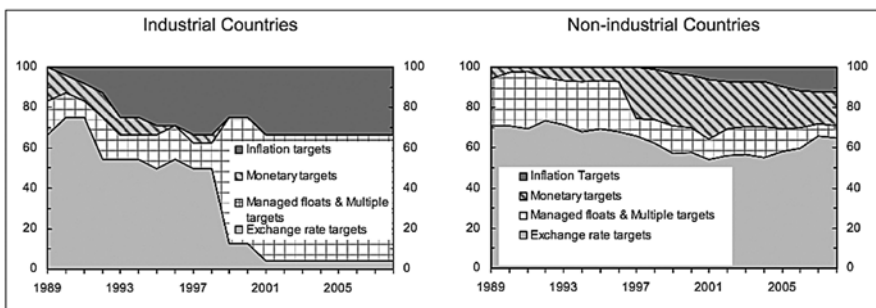 Industrial Countries
Non-industrial Countries
100 100
80 80
60 60
40 40
20 20
0 0
Inflation targets
Monetary targets
Managed floats & Multiple
targets
Exchange rate targets
1989 1993 1997 2001 2005
100 100
80 80
60 60
40 40
20 20
0 0
Inflation Targets
Monetary targets
Managed floats & Multiple targets
Exchange rate targets
1989 1993 1997 2001 2005